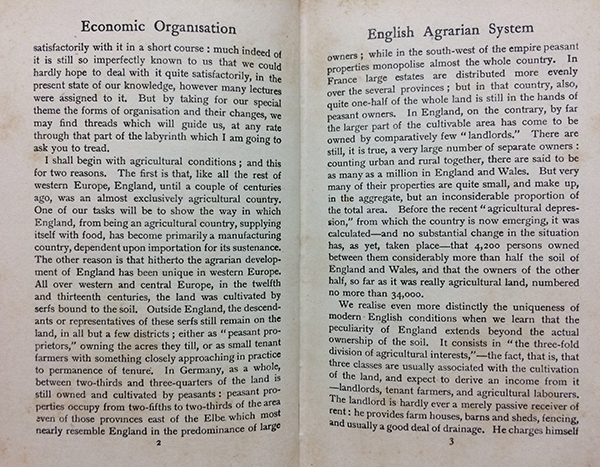 Economic Organisation
satisfactorily with it in a short course : much indeed of
it is still so imperfectly known to us that we could
hardly hope to deal with it quite satisfactorily, in the
present state of our knowledge, however many lectures
were assigned to it. But by taking for our special
theme the forms of organisation and their changes, we
may find threads which will guide us, at any rate
through that part of the labyrinth which I am going to
ask you to tread.
I shall begin with agricultural conditions ; and this
for two reasons. The first is that, like all the rest of
western Europe, England, until a couple of centuries
ago, was an almost exclusively agricultural country.
One of our tasks will be to show the way in which
England, from being an agricultural country, supplying
itself with food, has become primarily a manufacturing
country, dependent upon importation for its sustenance.
The other reason is that hitherto the agrarian develop-
ment of England has been unique in western Europe.
All over western and central Europe, in the twelfth
and thirteenth centuries, the land was cultivated by
serfs bound to the soil. Outside England, the descend-
ants or representatives of these serfs still remain on the
land, in all but a few districts ; either as "peasant pro-
prietors," owning the acres they till, or as small tenant
farmers with something closely approaching in practice
to permanence of tenure. In Germany, as a whole,
between two-thirds and three-quarters of the land is
still owned and cultivated by peasants : peasant pro-
perties occupy from two-fifths to two-thirds of the area
even of those provinces east of the Elbe which most
nearly resemble England in the predominance of large
2
English Agrarian System
owners ; while in the south-west of the empire peasant
properties monopolise almost the whole country. In
France large estates are distributed more evenly
over the several provinces ; but in that country, also,
quite one-half of the whole land is still in the hands of
peasant owners. In England, on the contrary, by far
the larger part of the cultivable area has come to be
owned by comparatively few "landlords." There are
still, it is true, a very large number of separate owners :
counting urban and rural together, there are said to be
as many as a million in England and Wales. But very
many of their properties are quite small, and make up,
in the aggregate, but an inconsiderable proportion of
the total area. Before the recent "agricultural depres-
sion," from which the country is now emerging, it was
calculated—and no substantial change in the situation
has, as yet, taken place—that 4,200 persons owned
between them considerably more than half the soil of
England and Wales, and that the owners of the other
half, so far as it was really agricultural land, numbered
no more than 34,000.
We realise even more distinctly the uniqueness of
modern English conditions when we learn that the
peculiarity of England extends beyond the actual
ownership of the soil. It consists in "the three-fold
division of agricultural interests,"—the fact, that is, that
three classes are usually associated with the cultivation
of the land, and expect to derive an income from it
—landlords, tenant farmers, and agricultural labourers.
The landlord is hardly ever a merely passive receiver of
rent : he provides farm houses, barns and sheds, fencing,
and usually a good deal of drainage. He charges himself
3